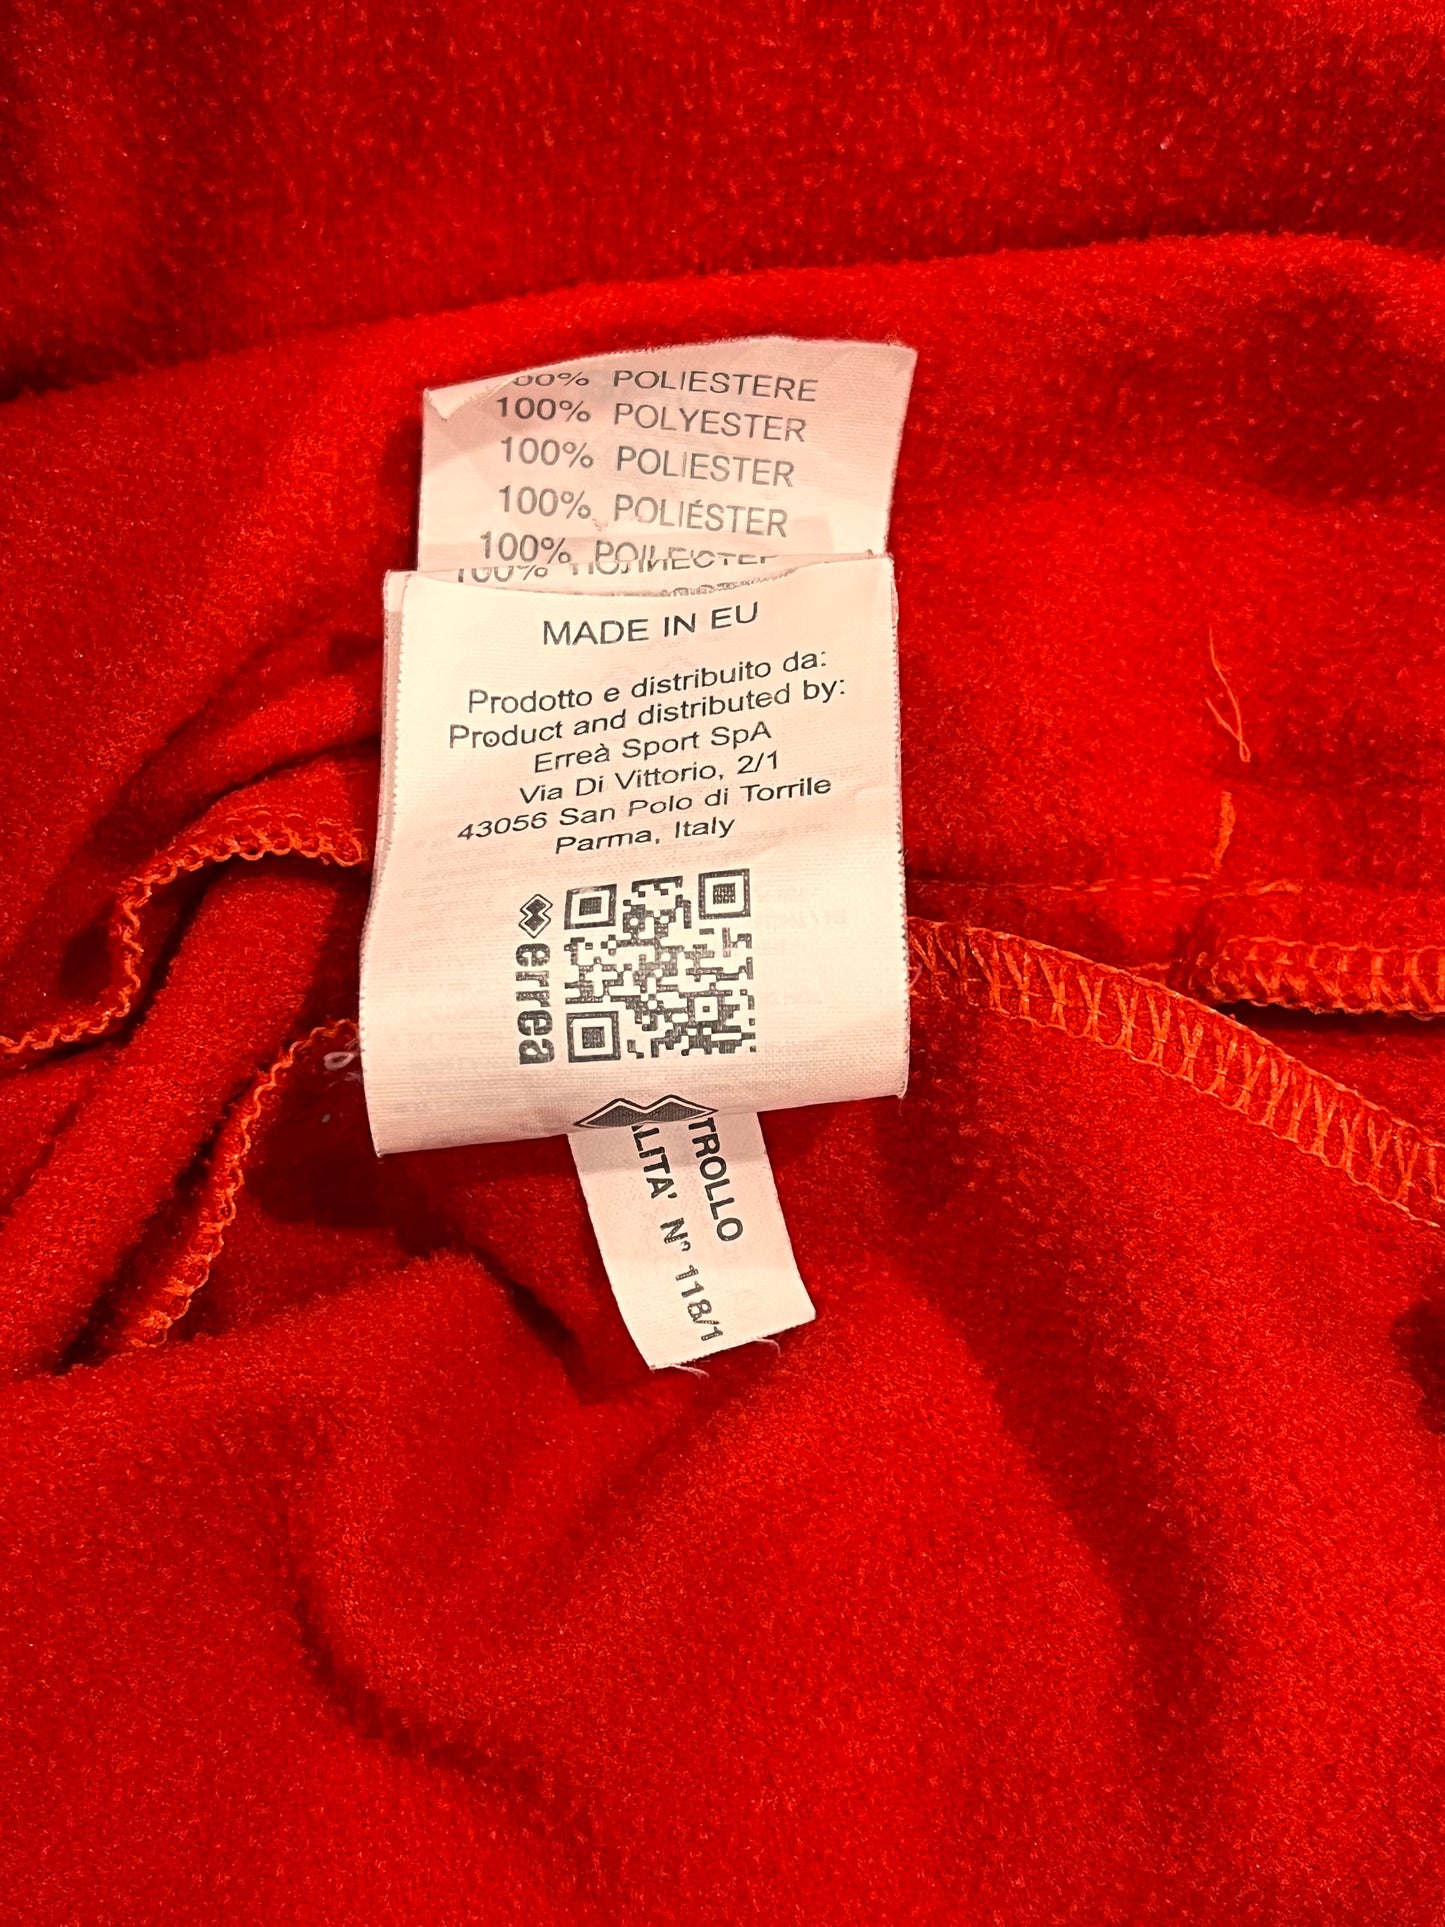 00% POLIESTERE
100% POLYESTER
100% POLIESTER
100% POLIÉSTER
100%
100%
MADE IN EU
Prodotto e distribuito da:
Product and distributed by:
Erreà Sport SpA
Via Di Vittorio, 2/1
43056 San Polo di Torrile
Parma, Italy
errea
TROLLO
LITA' N° 118/1